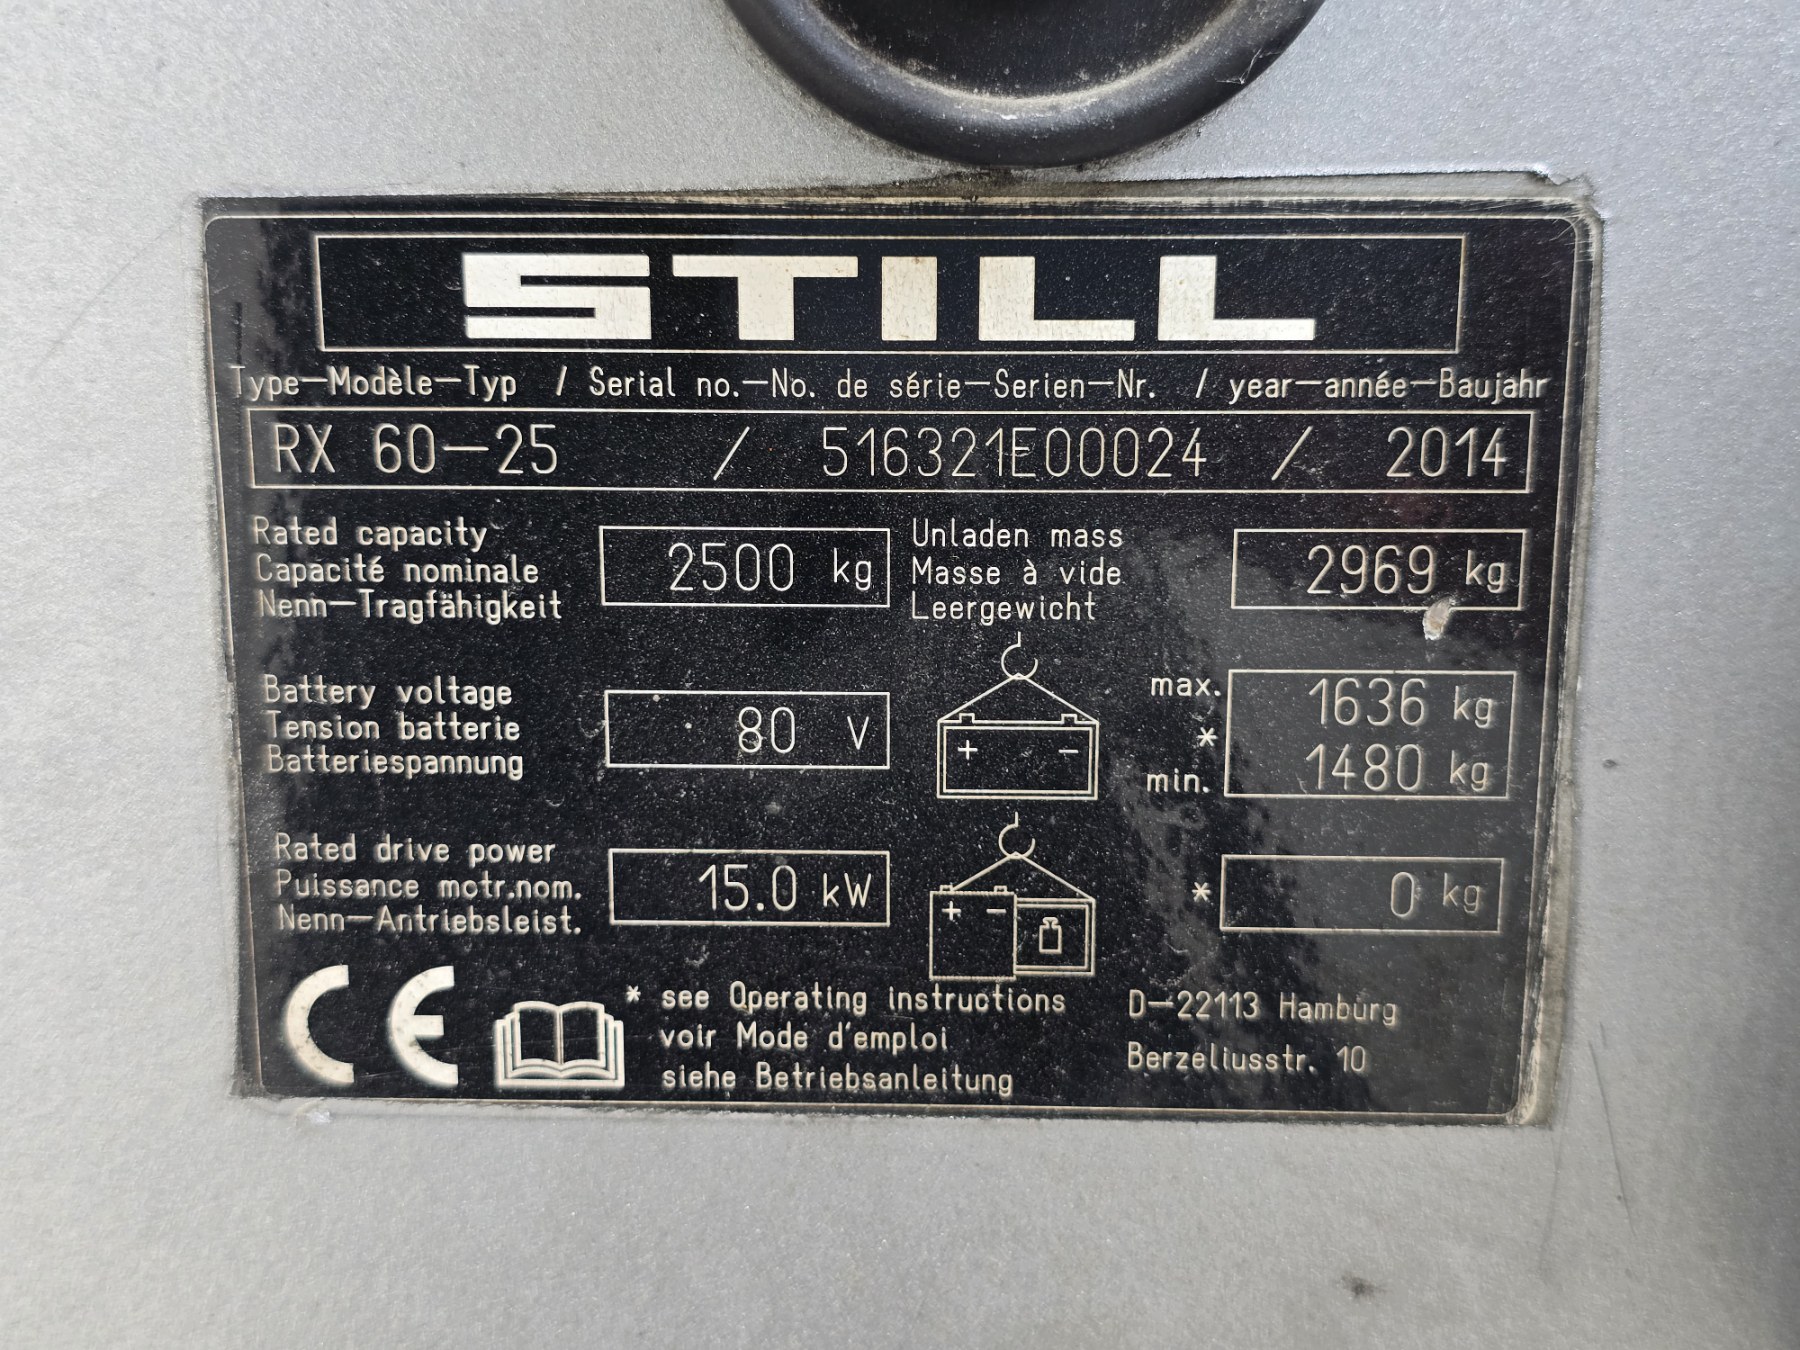 STILL
Type–Modèle–Typ / Serial no.–No. de série–Serien–Nr. / year–année–Baujahr
RX 60–25 / 516321E00024 / 2014
Rated capacity
Capacité nominale
Nenn–Tragfähigkeit
2500 kg
Unladen mass
Masse à vide
Leergewicht
2969 kg
Battery voltage
Tension batterie
Batteriespannung
80 V
+ –
max. 1636 kg
*
min. 1480 kg
Rated drive power
Puissance motr.nom.
Nenn–Antriebsleist.
15.0 kW
+ –
* 0 kg
CE
* see Operating instructions
voir Mode d'emploi
siehe Betriebsanleitung
D–22113 Hamburg
Berzeliusstr. 10